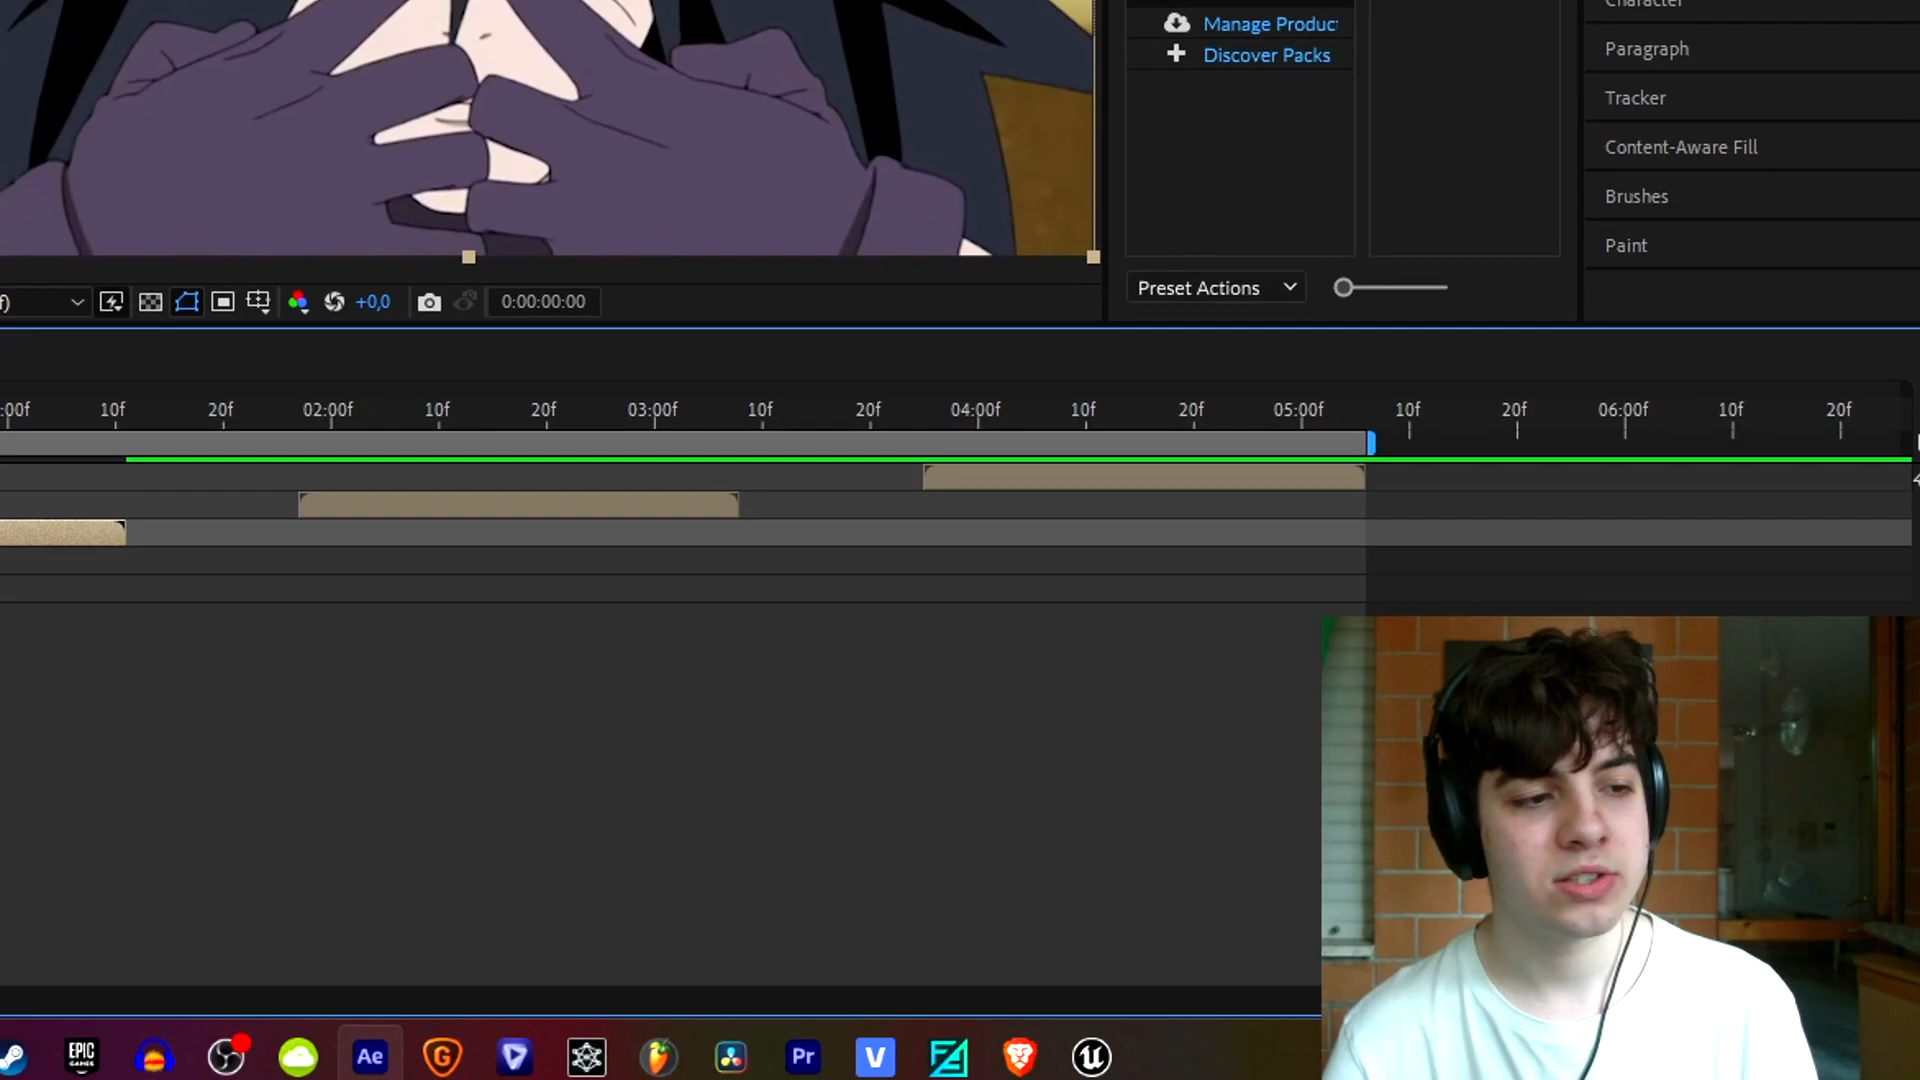 Manage Produc
Discover Packs
Character
Paragraph
Tracker
Content-Aware Fill
Brushes
Paint
f)
+0,0
0:00:00:00
Preset Actions
:00f 10f 20f 02:00f 10f 20f 03:00f 10f 20f 04:00f 10f 20f 05:00f 10f 20f 06:00f 10f 20f
EPIC
GAMES
Ae
G
Pr
V